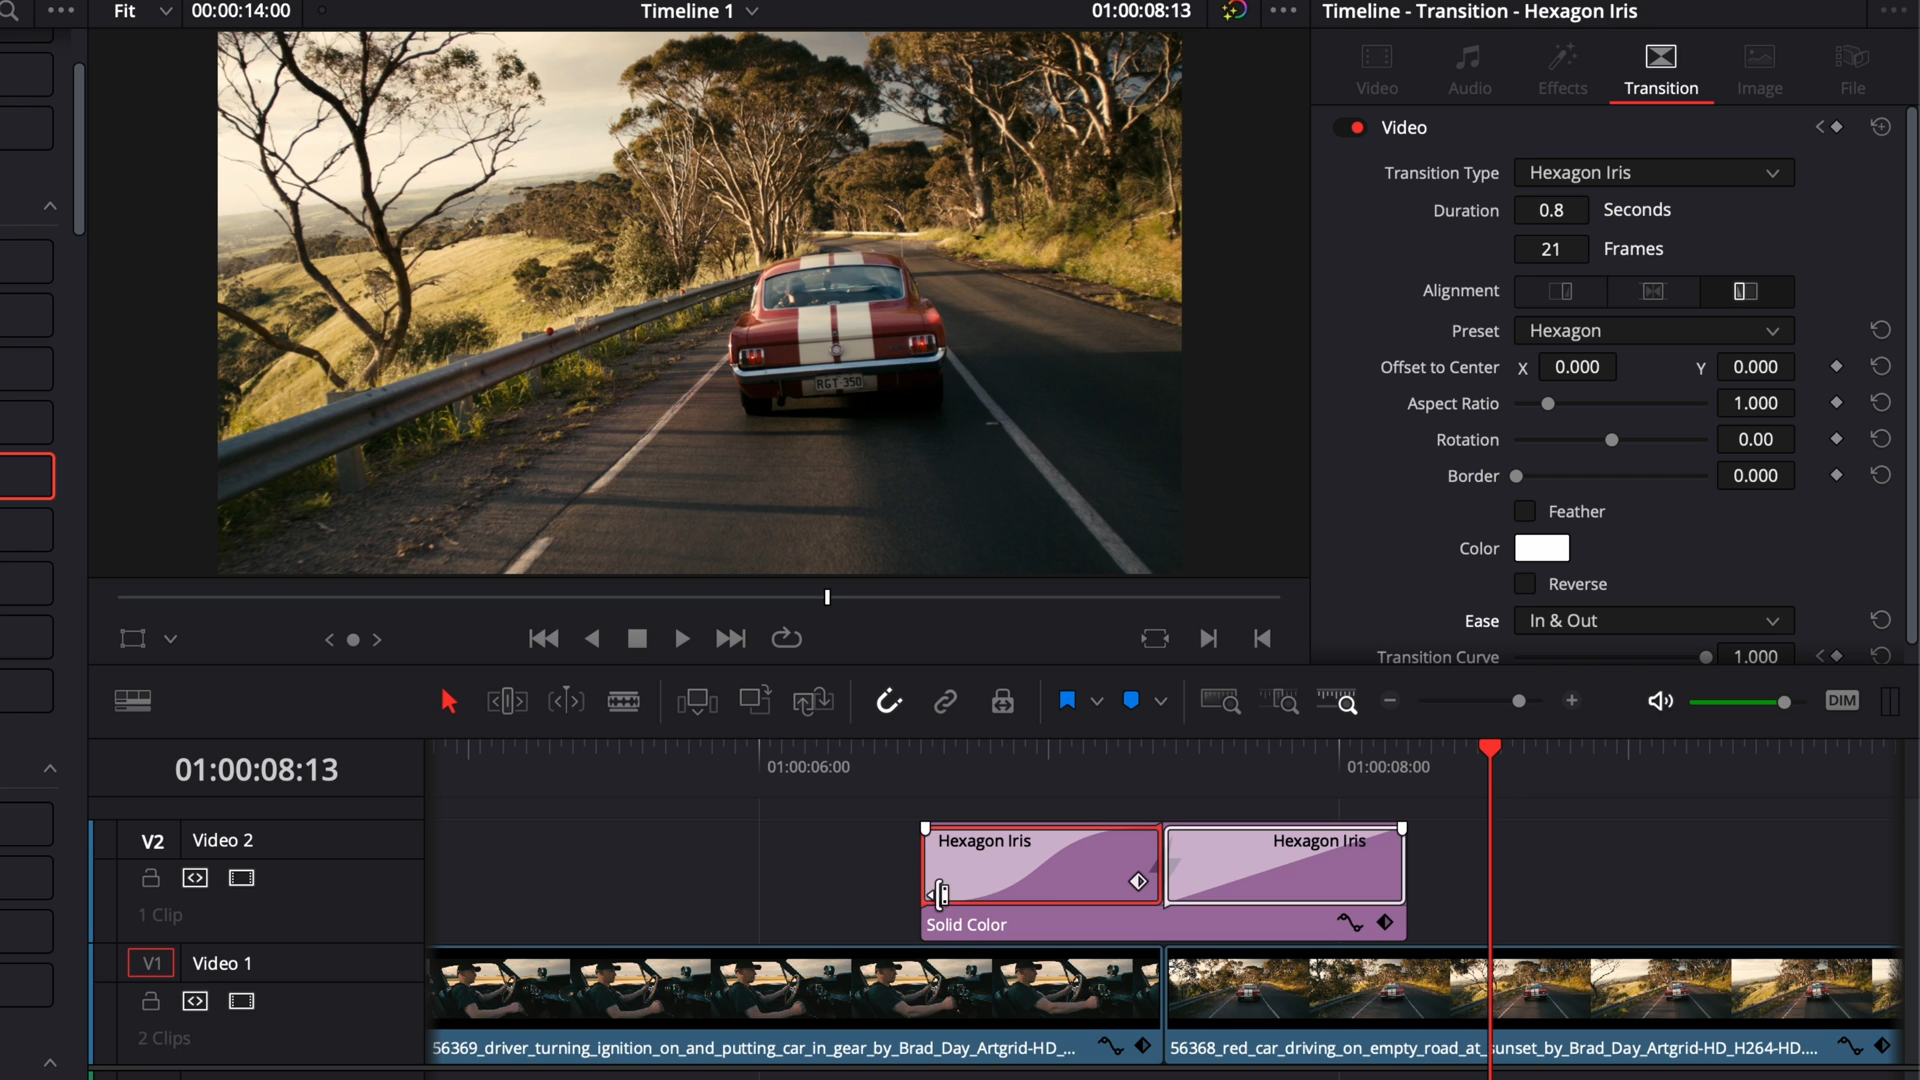 Fit
00:00:14:00
Timeline 1
01:00:08:13
Timeline - Transition - Hexagon Iris
Video
Audio
Effects
Transition
Image
File
Video
Transition Type
Hexagon Iris
Duration
0.8
Seconds
21
Frames
Alignment
Preset
Hexagon
Offset to Center
X
0.000
Y
0.000
Aspect Ratio
1.000
Rotation
0.00
Border
0.000
Feather
Color
Reverse
Ease
In & Out
Transition Curve
1.000
RGT·350
DIM
01:00:08:13
01:00:06:00
01:00:08:00
V2
Video 2
1 Clip
Hexagon Iris
Hexagon Iris
Solid Color
V1
Video 1
2 Clips
56369_driver_turning_ignition_on_and_putting_car_in_gear_by_Brad_Day_Artgrid-HD_...
56368_red_car_driving_on_empty_road_at_sunset_by_Brad_Day_Artgrid-HD_H264-HD....